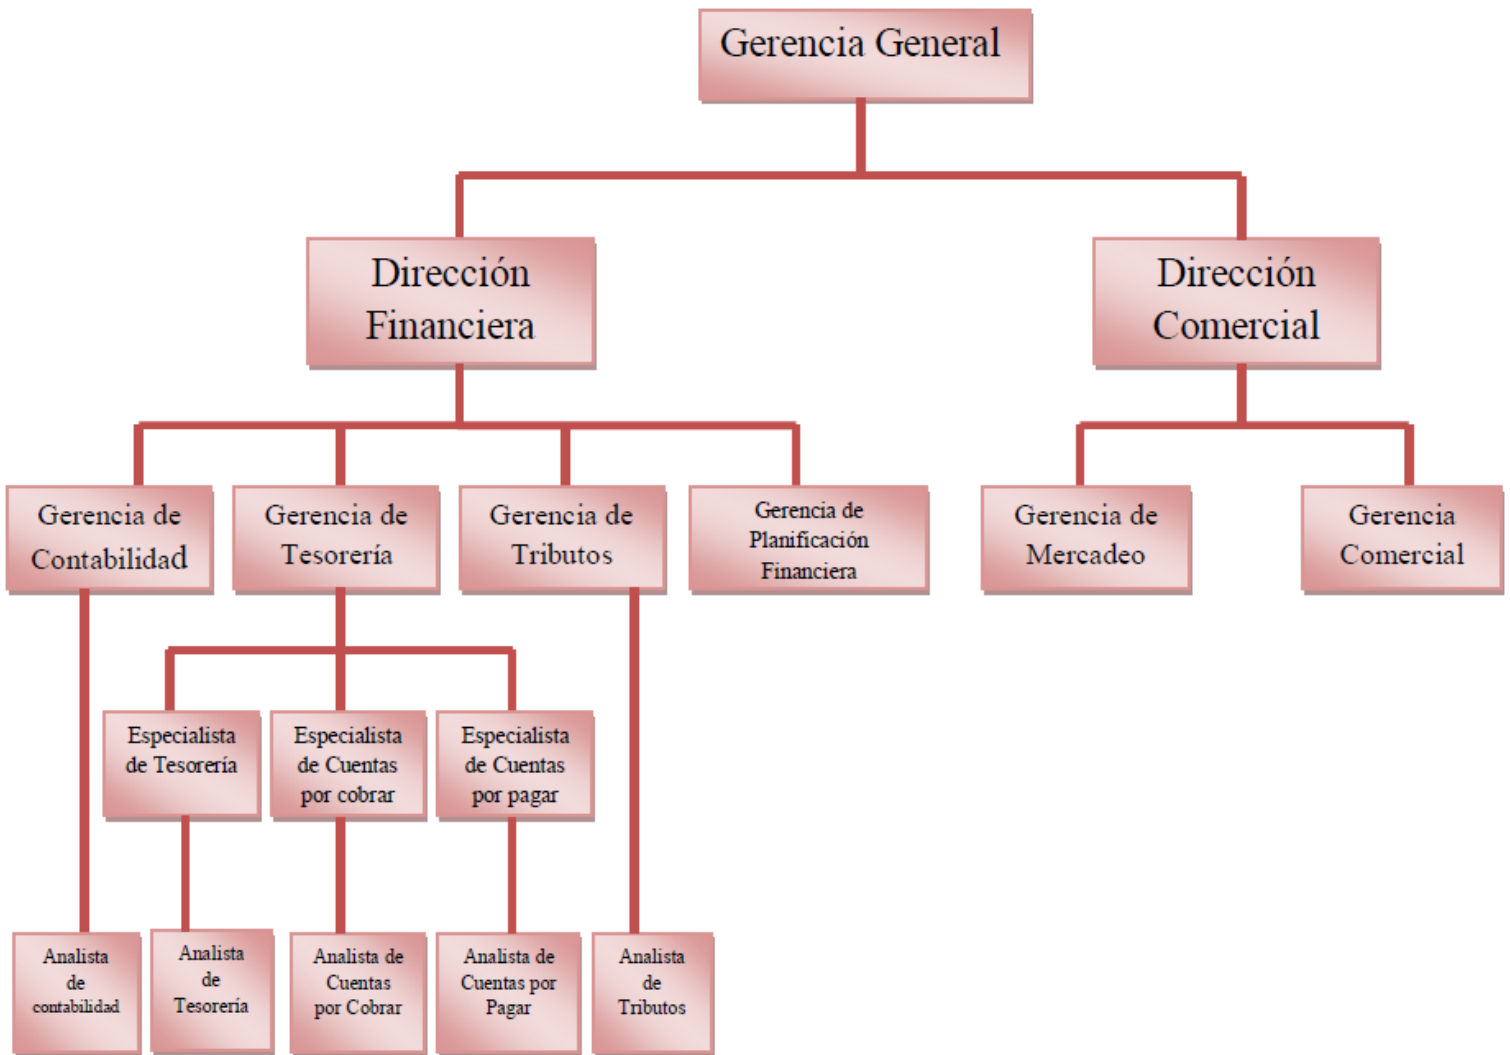 Gerencia General
Dirección
Financiera
Dirección
Comercial
Gerencia de
Contabilidad
Gerencia de
Tesorería
Gerencia de
Tributos
Gerencia de
Planificación
Financiera
Gerencia de
Mercadeo
Gerencia
Comercial
Especialista
de Tesorería
Especialista
de Cuentas
por cobrar
Especialista
de Cuentas
por pagar
Analista
de
contabilidad
Analista
de
Tesorería
Analista de
Cuentas
por Cobrar
Analista de
Cuentas por
Pagar
Analista
de
Tributos